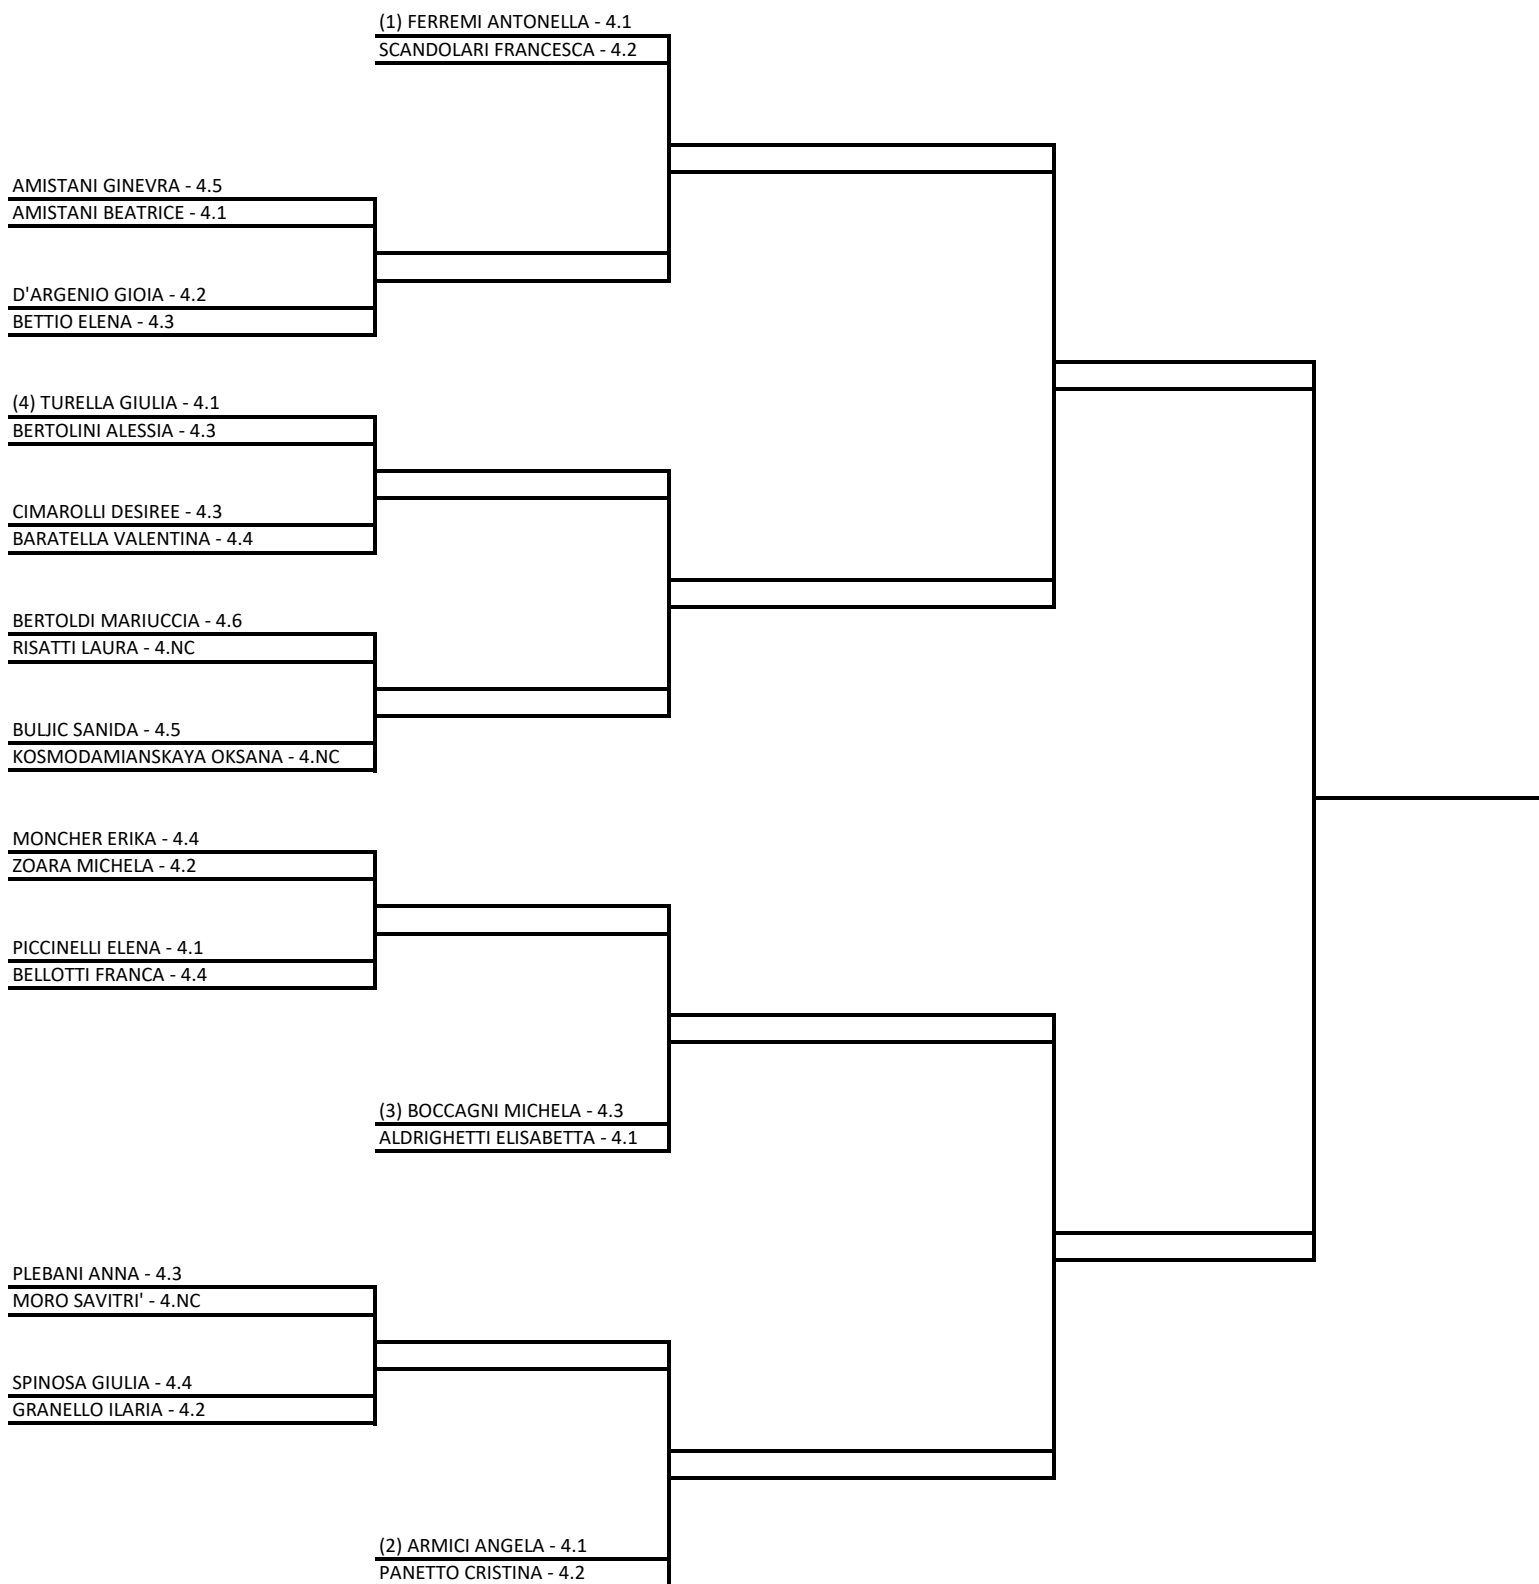 (1) FERREMI ANTONELLA - 4.1
SCANDOLARI FRANCESCA - 4.2
AMISTANI GINEVRA - 4.5
AMISTANI BEATRICE - 4.1
D'ARGENIO GIOIA - 4.2
BETTIO ELENA - 4.3
(4) TURELLA GIULIA - 4.1
BERTOLINI ALESSIA - 4.3
CIMAROLLI DESIREE - 4.3
BARATELLA VALENTINA - 4.4
BERTOLDI MARIUCCIA - 4.6
RISATTI LAURA - 4.NC
BULJIC SANIDA - 4.5
KOSMODAMIANSKAYA OKSANA - 4.NC
MONCHER ERIKA - 4.4
ZOARA MICHELA - 4.2
PICCINELLI ELENA - 4.1
BELLOTTI FRANCA - 4.4
(3) BOCCAGNI MICHELA - 4.3
ALDRIGHETTI ELISABETTA - 4.1
PLEBANI ANNA - 4.3
MORO SAVITRI' - 4.NC
SPINOSA GIULIA - 4.4
GRANELLO ILARIA - 4.2
(2) ARMICI ANGELA - 4.1
PANETTO CRISTINA - 4.2